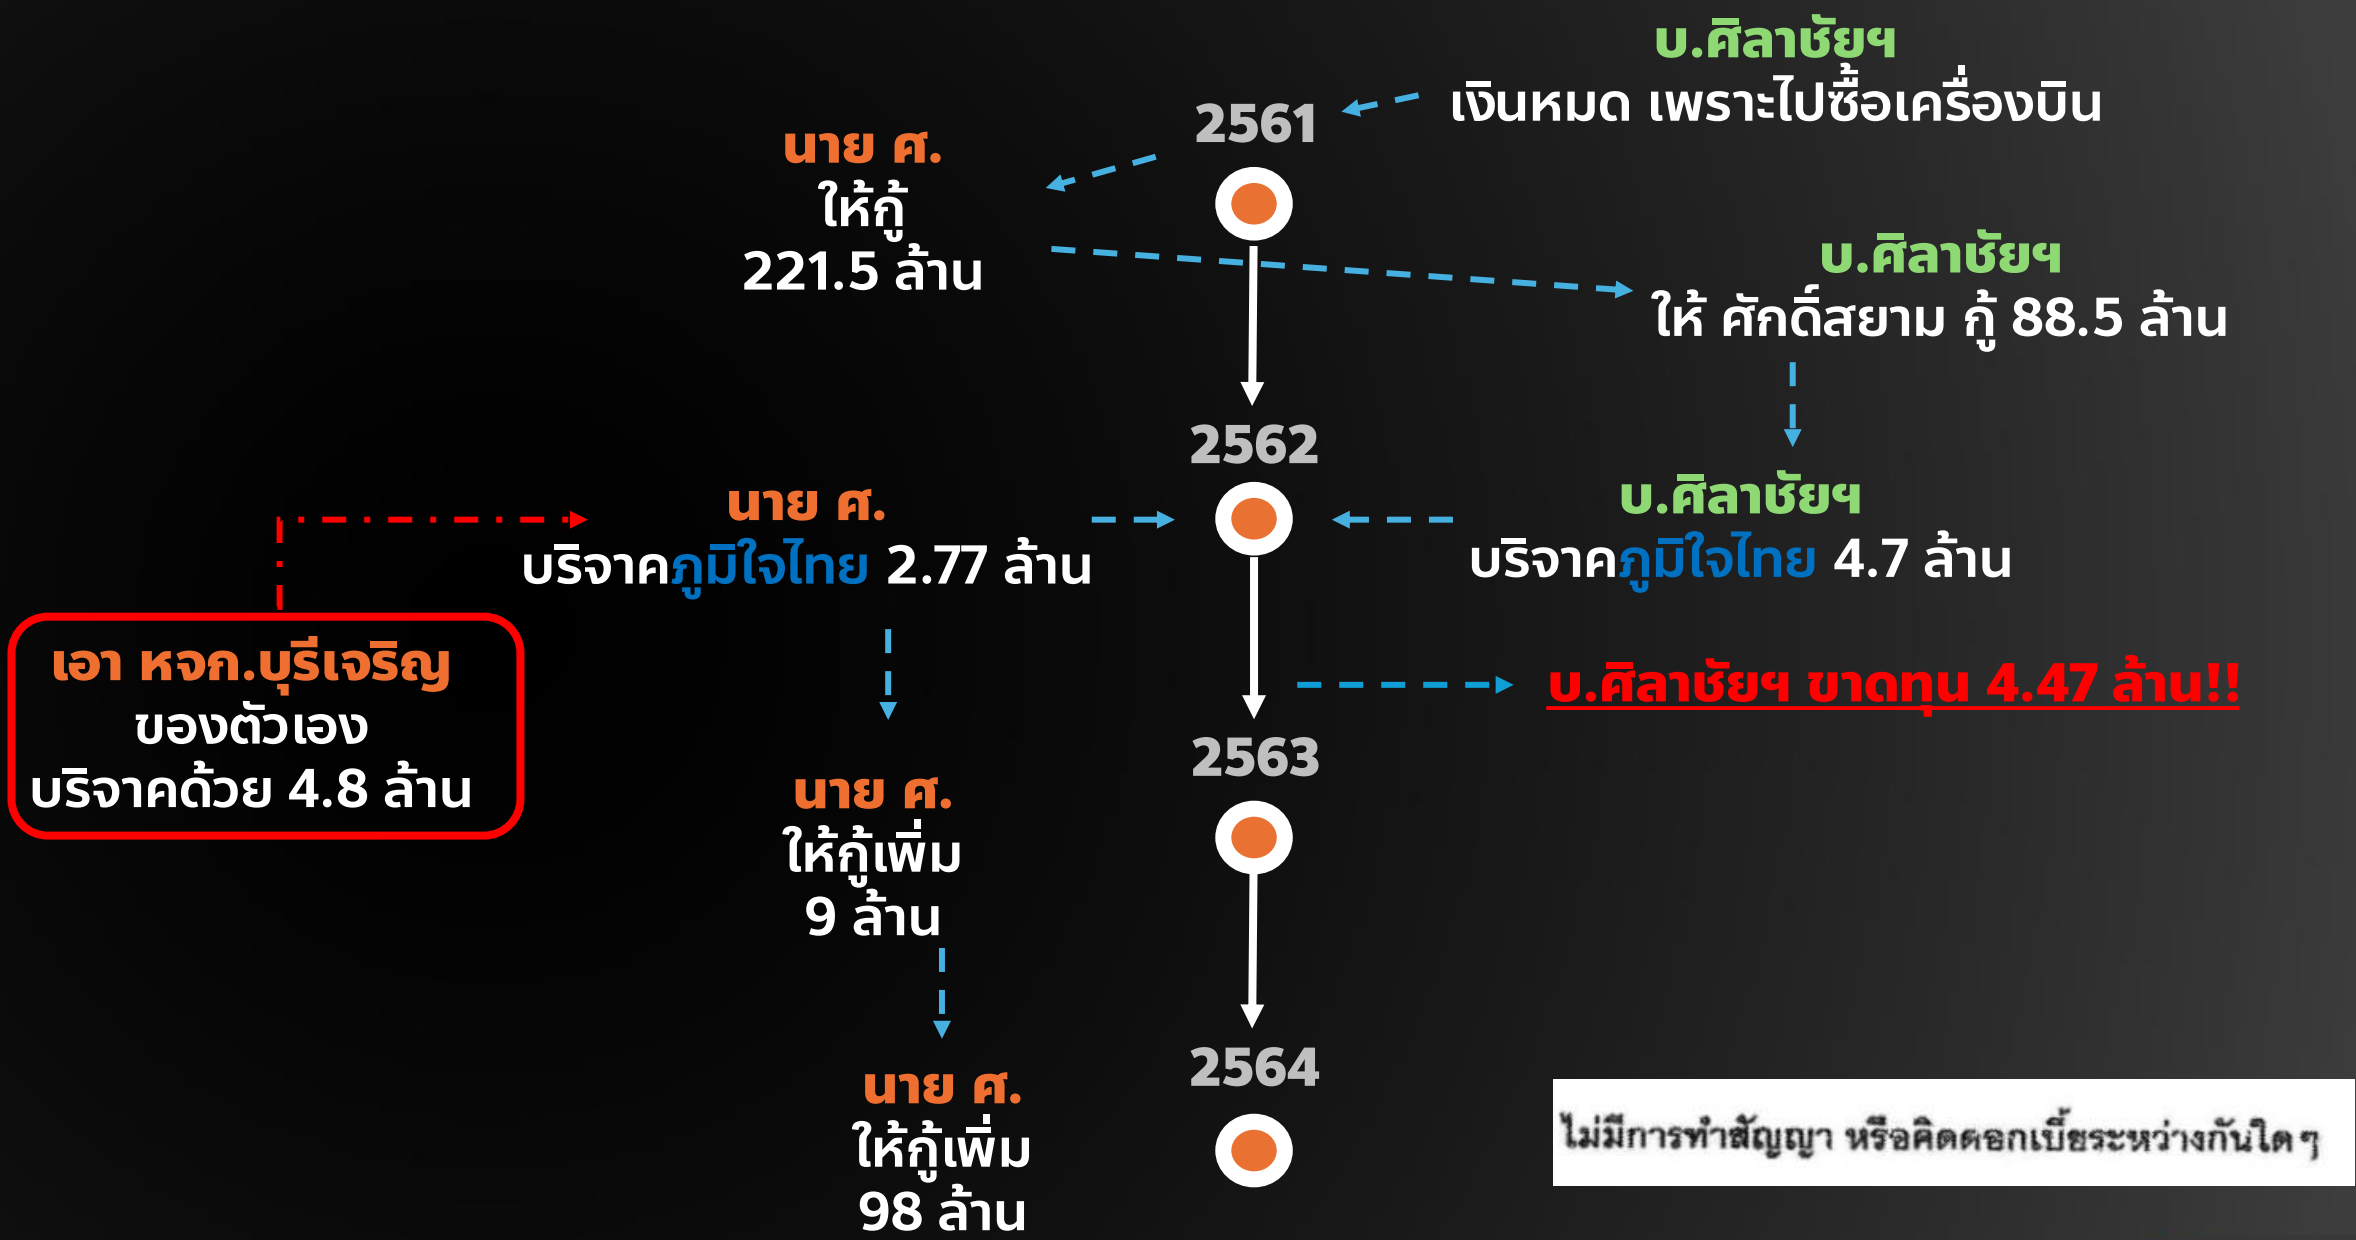 บ.ศิลาชัยฯ
เงินหมด เพราะไปซื้อเครื่องบิน
2561
นาย ศ.
ให้กู้
221.5 ล้าน
บ.ศิลาชัยฯ
ให้ ศักดิ์สยาม กู้ 88.5 ล้าน
2562
นาย ศ.
บริจาคภูมิใจไทย 2.77 ล้าน
บ.ศิลาชัยฯ
บริจาคภูมิใจไทย 4.7 ล้าน
เอา หจก.บุรีเจริญ
ของตัวเอง
บริจาคด้วย 4.8 ล้าน
บ.ศิลาชัยฯ ขาดทุน 4.47 ล้าน!!
2563
นาย ศ.
ให้กู้เพิ่ม
9 ล้าน
2564
นาย ศ.
ให้กู้เพิ่ม
98 ล้าน
ไม่มีการทำสัญญา หรือคิดดอกเบี้ยระหว่างกันใด ๆ